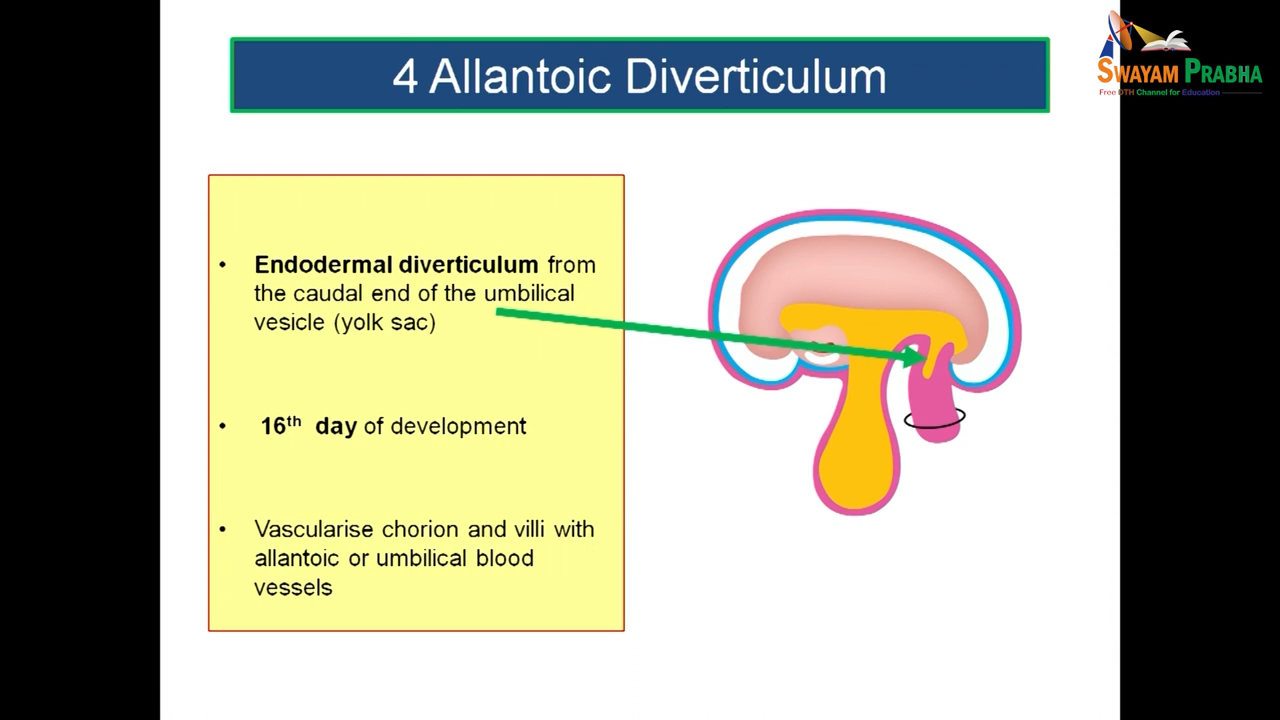 4 Allantoic Diverticulum
SWAYAM PRABHA
Free DTH Channel for Education
• Endodermal diverticulum from
the caudal end of the umbilical
vesicle (yolk sac)
• 16th day of development
• Vascularise chorion and villi with
allantoic or umbilical blood
vessels